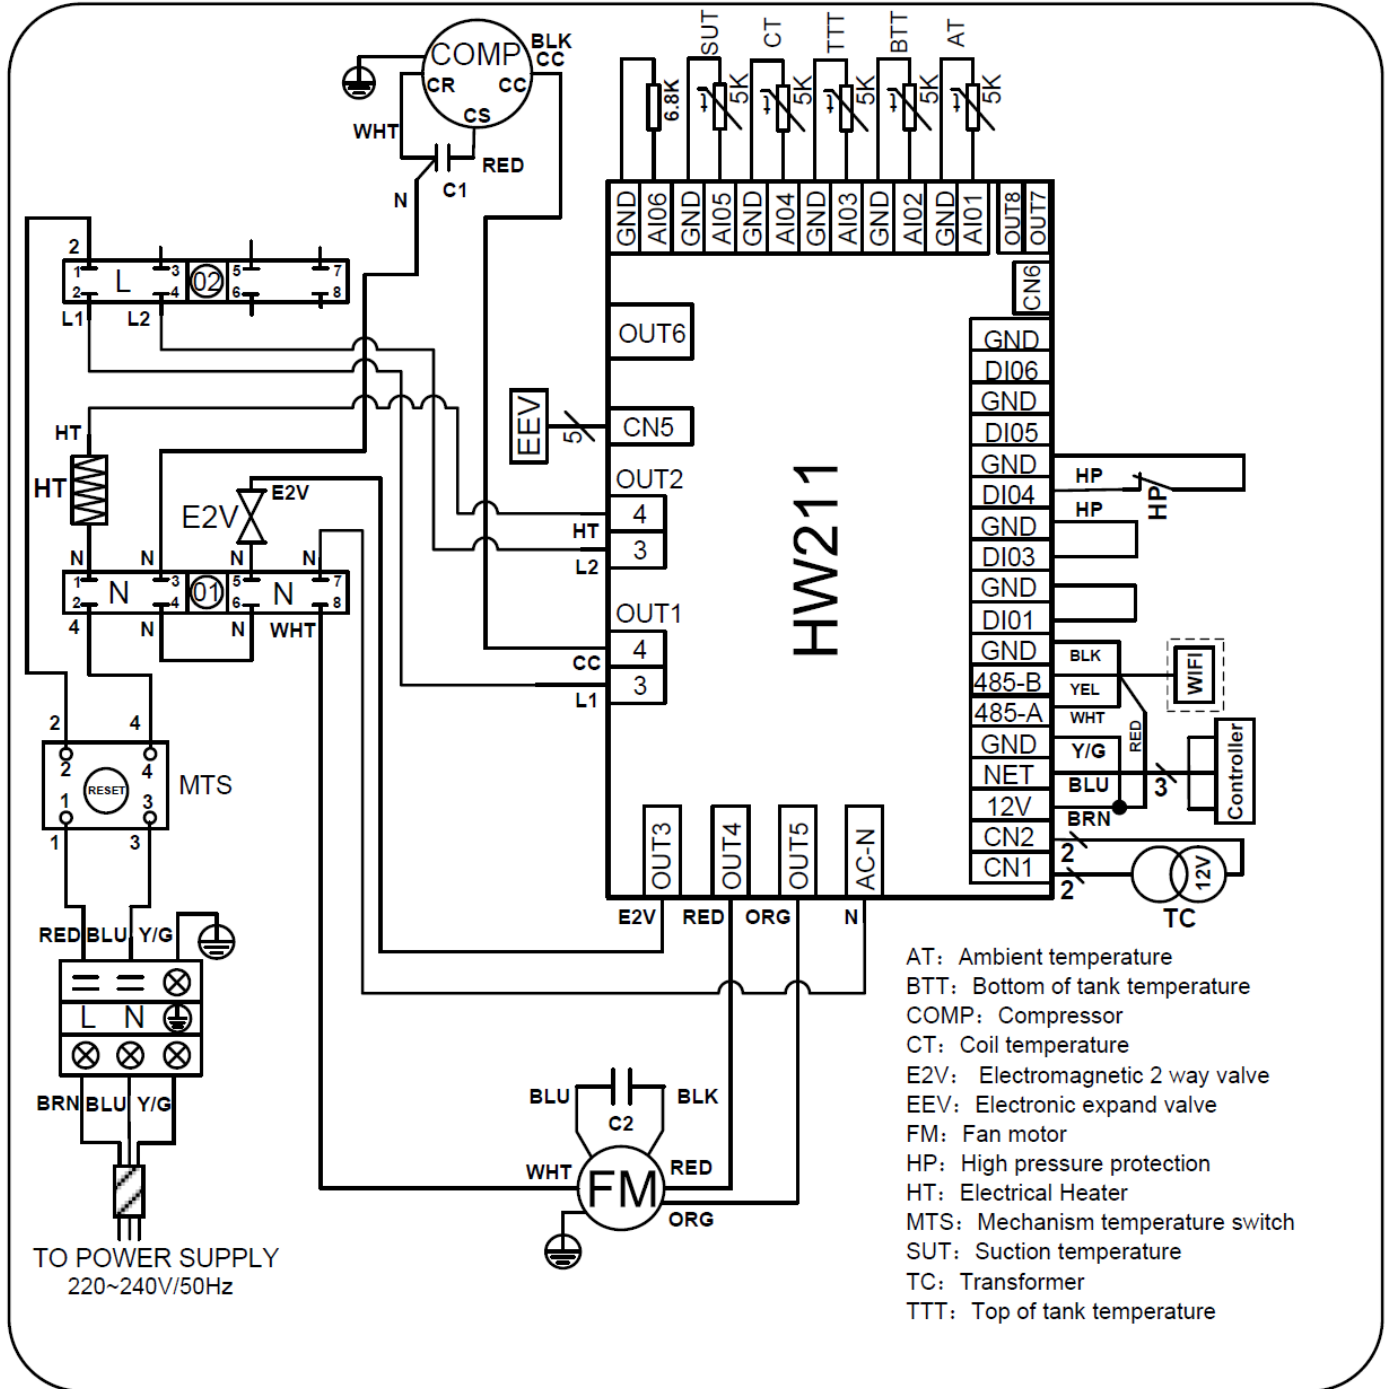 SUT
CT
TTT
BTT
AT
COMP
BLK
CC
CR
CC
CS
WHT
RED
C1
N
6.8K
5K
5K
5K
5K
5K
t
t
t
t
t
GND
AI06
GND
AI05
GND
AI04
GND
AI03
GND
AI02
GND
AI01
OUT8
OUT7
CN6
2
1
L
3
02
5
7
2
4
6
8
L1
L2
OUT6
GND
DI06
GND
DI05
GND
DI04
GND
DI03
GND
DI01
GND
485-B
485-A
GND
NET
12V
CN2
CN1
EEV
5
CN5
OUT2
4
3
HT
L2
OUT1
4
3
CC
L1
HW211
HP
HP
HP
HT
HT
E2V
E2V
N
N
N
N
1
N
3
01
5
N
7
2
4
6
8
4
N
N
WHT
BLK
YEL
WHT
RED
WIFI
Y/G
BLU
BRN
3
Controller
2
2
12V
TC
2
4
2
4
RESET
1
3
MTS
1
3
OUT3
OUT4
OUT5
AC-N
E2V
RED
ORG
N
RED
BLU
Y/G
L
N
BRN
BLU
Y/G
TO POWER SUPPLY
220~240V/50Hz
BLU
BLK
C2
WHT
FM
RED
ORG
AT: Ambient temperature
BTT: Bottom of tank temperature
COMP: Compressor
CT: Coil temperature
E2V: Electromagnetic 2 way valve
EEV: Electronic expand valve
FM: Fan motor
HP: High pressure protection
HT: Electrical Heater
MTS: Mechanism temperature switch
SUT: Suction temperature
TC: Transformer
TTT: Top of tank temperature